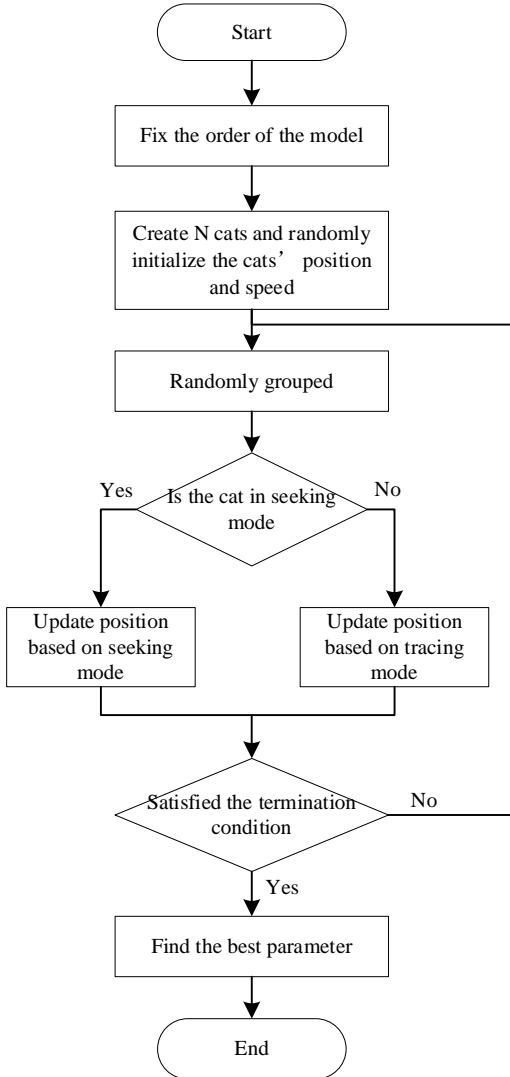 Start
Fix the order of the model
Create N cats and randomly
initialize the cats’ position
and speed
Randomly grouped
Yes
Is the cat in seeking
mode
No
Update position
based on seeking
mode
Update position
based on tracing
mode
Satisfied the termination
condition
No
Yes
Find the best parameter
End